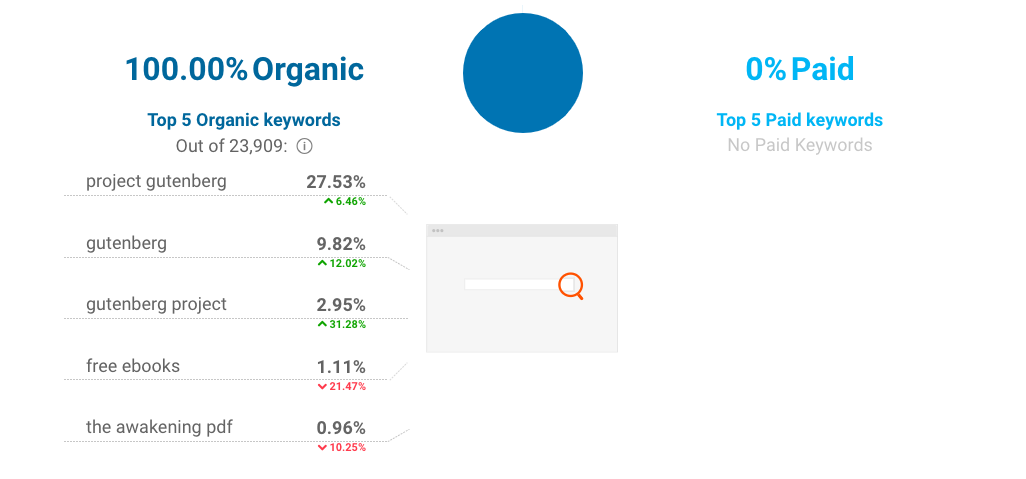 100.00% Organic
Top 5 Organic keywords
Out of 23,909:
project gutenberg 27.53%
6.46%
gutenberg 9.82%
12.02%
gutenberg project 2.95%
31.28%
free ebooks 1.11%
21.47%
the awakening pdf 0.96%
10.25%
0% Paid
Top 5 Paid keywords
No Paid Keywords